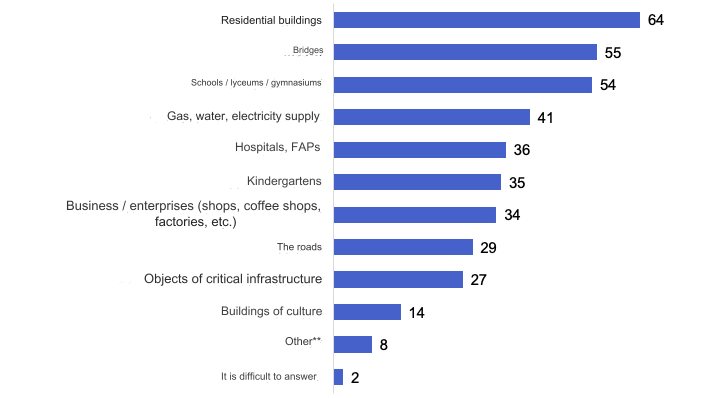 Residential buildings 64
Bridges 55
Schools / lyceums / gymnasiums 54
Gas, water, electricity supply 41
Hospitals, FAPs 36
Kindergartens 35
Business / enterprises (shops, coffee shops,
factories, etc.) 34
The roads 29
Objects of critical infrastructure 27
Buildings of culture 14
Other** 8
It is difficult to answer 2